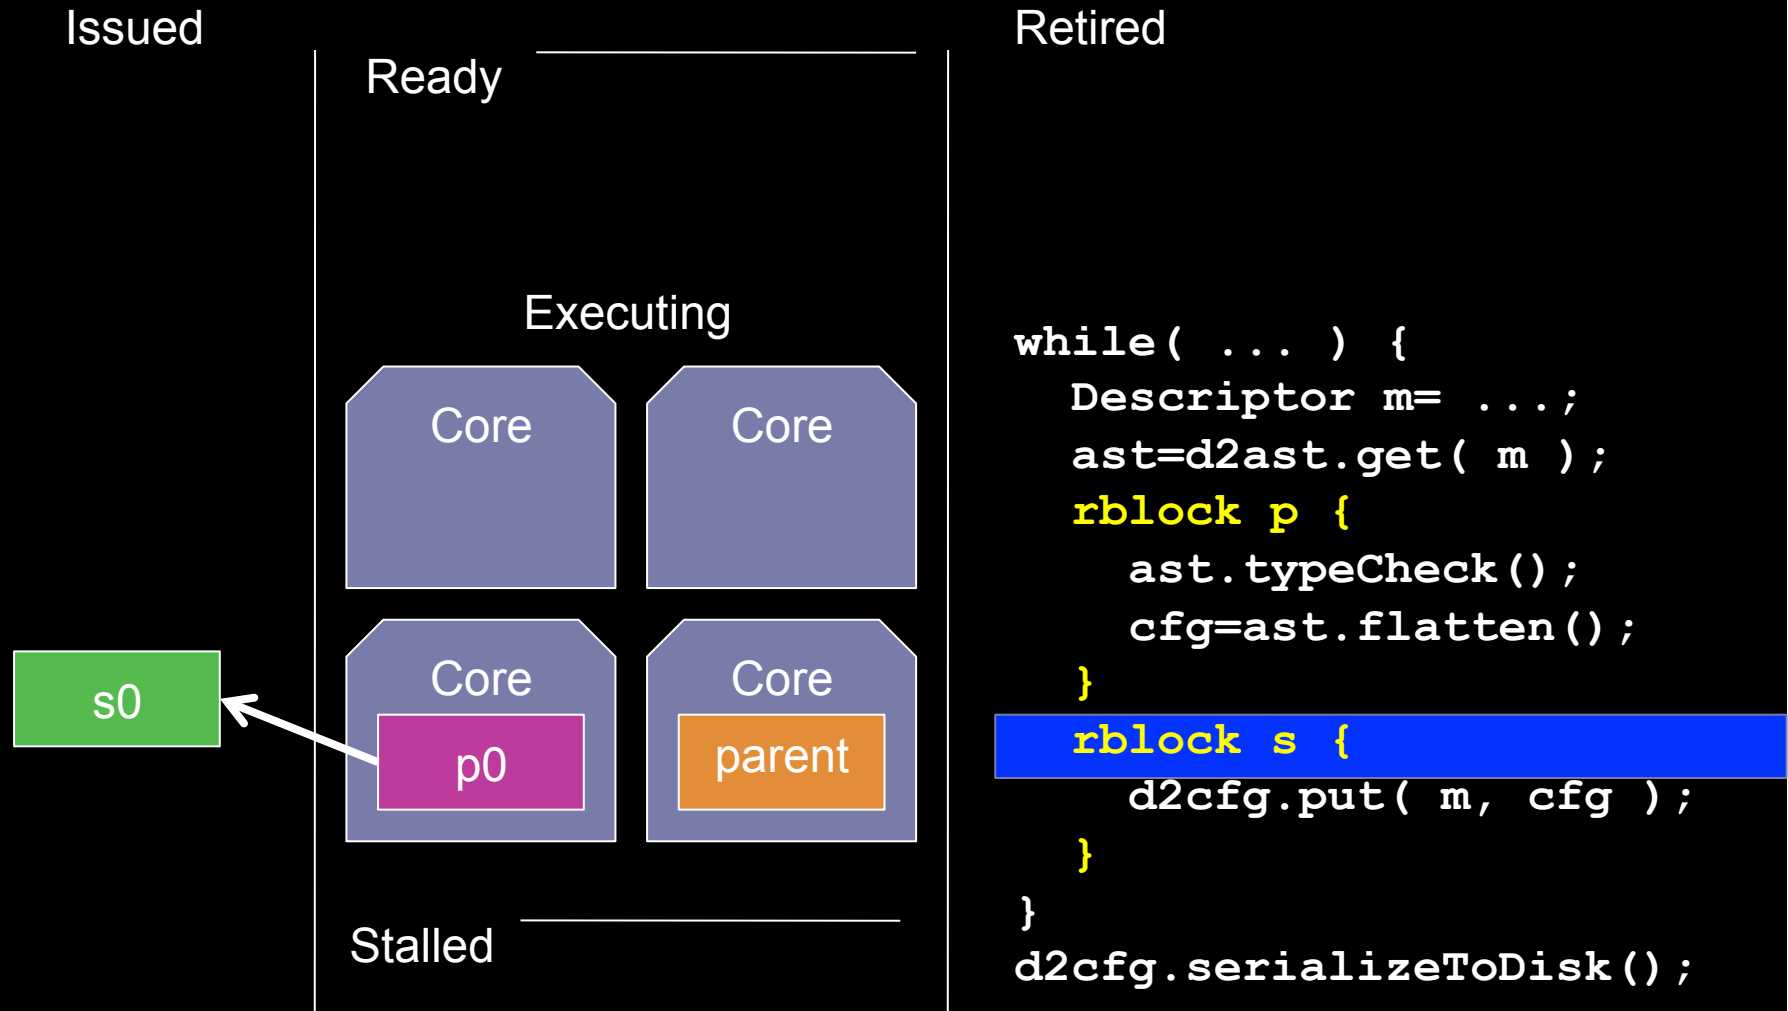 Issued
Ready
Retired
Executing
Core
Core
Core
Core
s0
p0
parent
Stalled
while( ... ) {
Descriptor m= ...;
ast=d2ast.get( m );
rblock p {
ast.typeCheck();
cfg=ast.flatten();
}
rblock s {
d2cfg.put( m, cfg );
}
}
d2cfg.serializeToDisk();